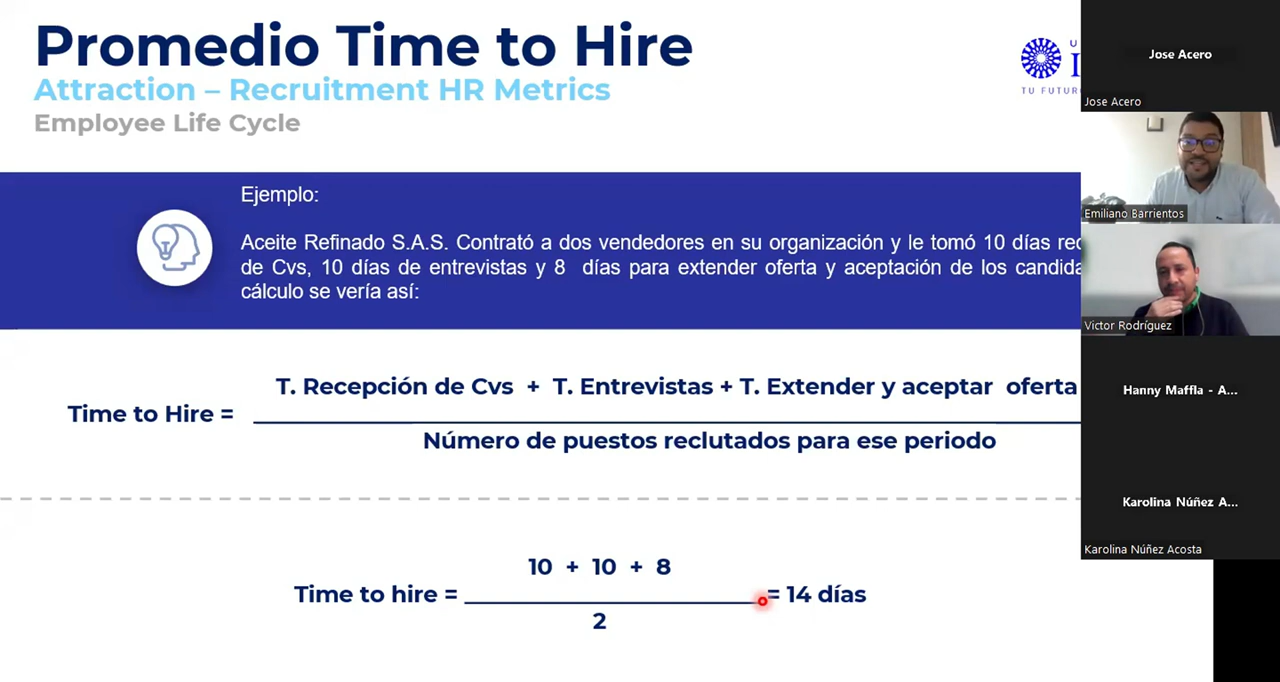 Promedio Time to Hire
Attraction – Recruitment HR Metrics
Employee Life Cycle
U
I
TU FUTUR
Ejemplo:
Aceite Refinado S.A.S. Contrató a dos vendedores en su organización y le tomó 10 días
de Cvs, 10 días de entrevistas y 8 días para extender oferta y aceptación de los
cálculo se vería así:
T. Recepción de Cvs + T. Entrevistas + T. Extender y aceptar oferta
Time to Hire =
Número de puestos reclutados para ese periodo
10 + 10 + 8
Time to hire = = 14 días
2
Jose Acero
Jose Acero
Emiliano Barrientos
Victor Rodríguez
Hanny Maffla - A...
Karolina Núñez A...
Karolina Núñez Acosta